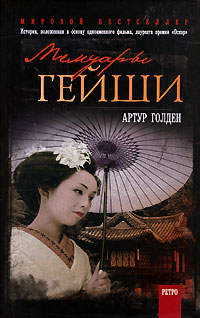 МИРОВОЙ БЕСТСЕЛЛЕР
История, положенная в основу одноименного фильма, лауреата премии «Оскар»
Мемуары
ГЕЙШИ
АРТУР ГОЛДЕН
РЕТРО